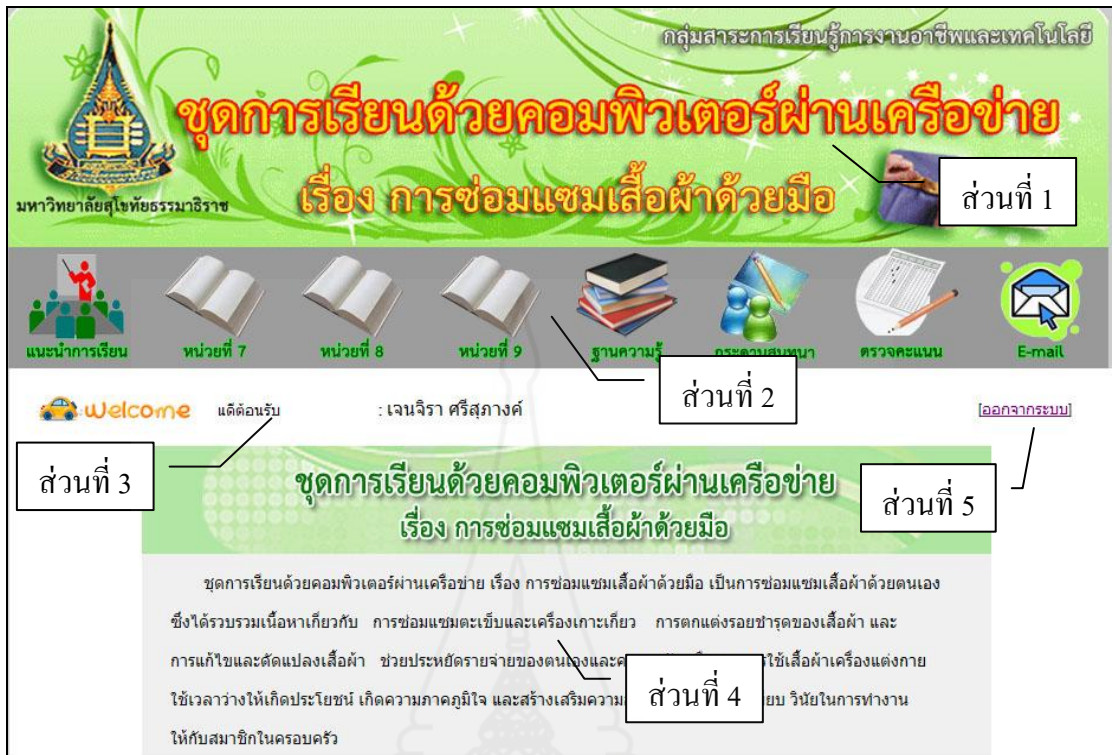 กลุ่มสาระการเรียนรู้การงานอาชีพและเทคโนโลยี
ชุดการเรียนด้วยคอมพิวเตอร์ผ่านเครือข่าย
เรื่อง การซ่อมแซมเสื้อผ้าด้วยมือ
มหาวิทยาลัยสุโขทัยธรรมาธิราช
ส่วนที่ 1
แนะนำการเรียน หน่วยที่ 7 หน่วยที่ 8 หน่วยที่ 9 ฐานความรู้ กระดานสนทนา ตรวจคะแนน E-mail
ส่วนที่ 2
Welcome แด่ต้อนรับ : เจนจิรา ศรีสุภางค์ [ออกจากระบบ]
ส่วนที่ 3
ส่วนที่ 5
ชุดการเรียนด้วยคอมพิวเตอร์ผ่านเครือข่าย
เรื่อง การซ่อมแซมเสื้อผ้าด้วยมือ
ชุดการเรียนด้วยคอมพิวเตอร์ผ่านเครือข่าย เรื่อง การซ่อมแซมเสื้อผ้าด้วยมือ เป็นการซ่อมแซมเสื้อผ้าด้วยตนเอง
ซึ่งได้รวบรวมเนื้อหาเกี่ยวกับ การซ่อมแซมตะเข็บและเครื่องเกาะเกี่ยว การตกแต่งรอยชำรุดของเสื้อผ้า และ
การแก้ไขและดัดแปลงเสื้อผ้า ช่วยประหยัดรายจ่ายของตนเองและ ใช้เสื้อผ้าเครื่องแต่งกาย
ใช้เวลาว่างให้เกิดประโยชน์ เกิดความภาคภูมิใจ และสร้างเสริมความ วินัยในการทำงาน
ส่วนที่ 4
ให้กับสมาชิกในครอบครัว